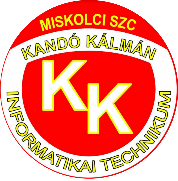 MISKOLCI SZC
KANDÓ KÁLMÁN
KK
INFORMATIKAI TECHNIKUM